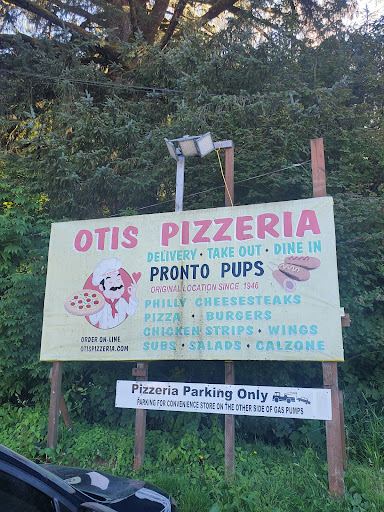 OTIS PIZZERIA
DELIVERY • TAKE OUT • DINE IN
PRONTO PUPS
ORIGINAL LOCATION SINCE 1946
PHILLY CHEESESTEAKS
PIZZA • BURGERS
CHICKEN STRIPS • WINGS
SUBS • SALADS • CALZONE
ORDER ON-LINE
OTISPIZZERIA.COM
Pizzeria Parking Only
PARKING FOR CONVENIENCE STORE ON THE OTHER SIDE OF GAS PUMPS